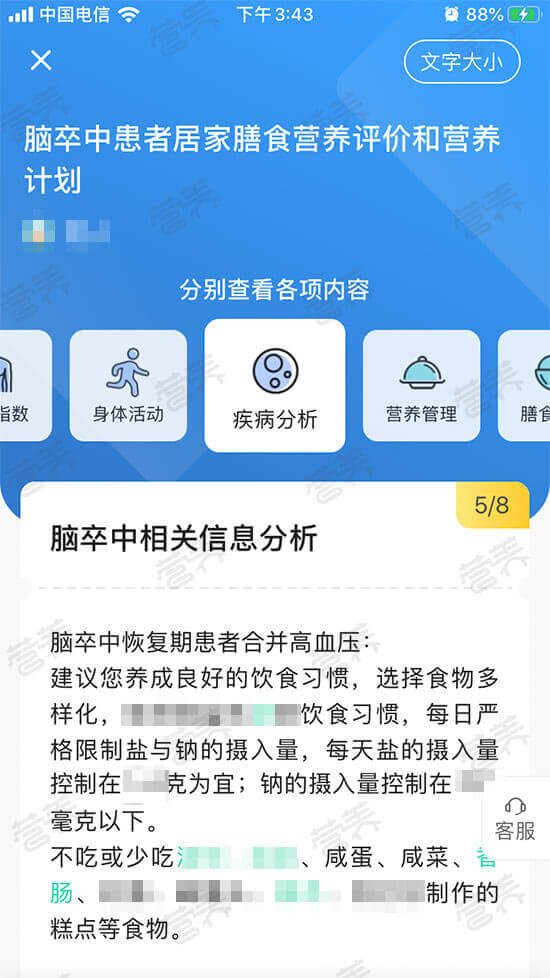 中国电信
下午3:43
88%
文字大小
脑卒中患者居家膳食营养评价和营养
计划
分别查看各项内容
指数
身体活动
疾病分析
营养管理
膳食
5/8
脑卒中相关信息分析
脑卒中恢复期患者合并高血压：
建议您养成良好的饮食习惯，选择食物多
样化，饮食习惯，每日严
格限制盐与钠的摄入量，每天盐的摄入量
控制在克为宜；钠的摄入量控制在
毫克以下。
不吃或少吃、咸蛋、咸菜、香
肠、、制作的
糕点等食物。
客服
营养